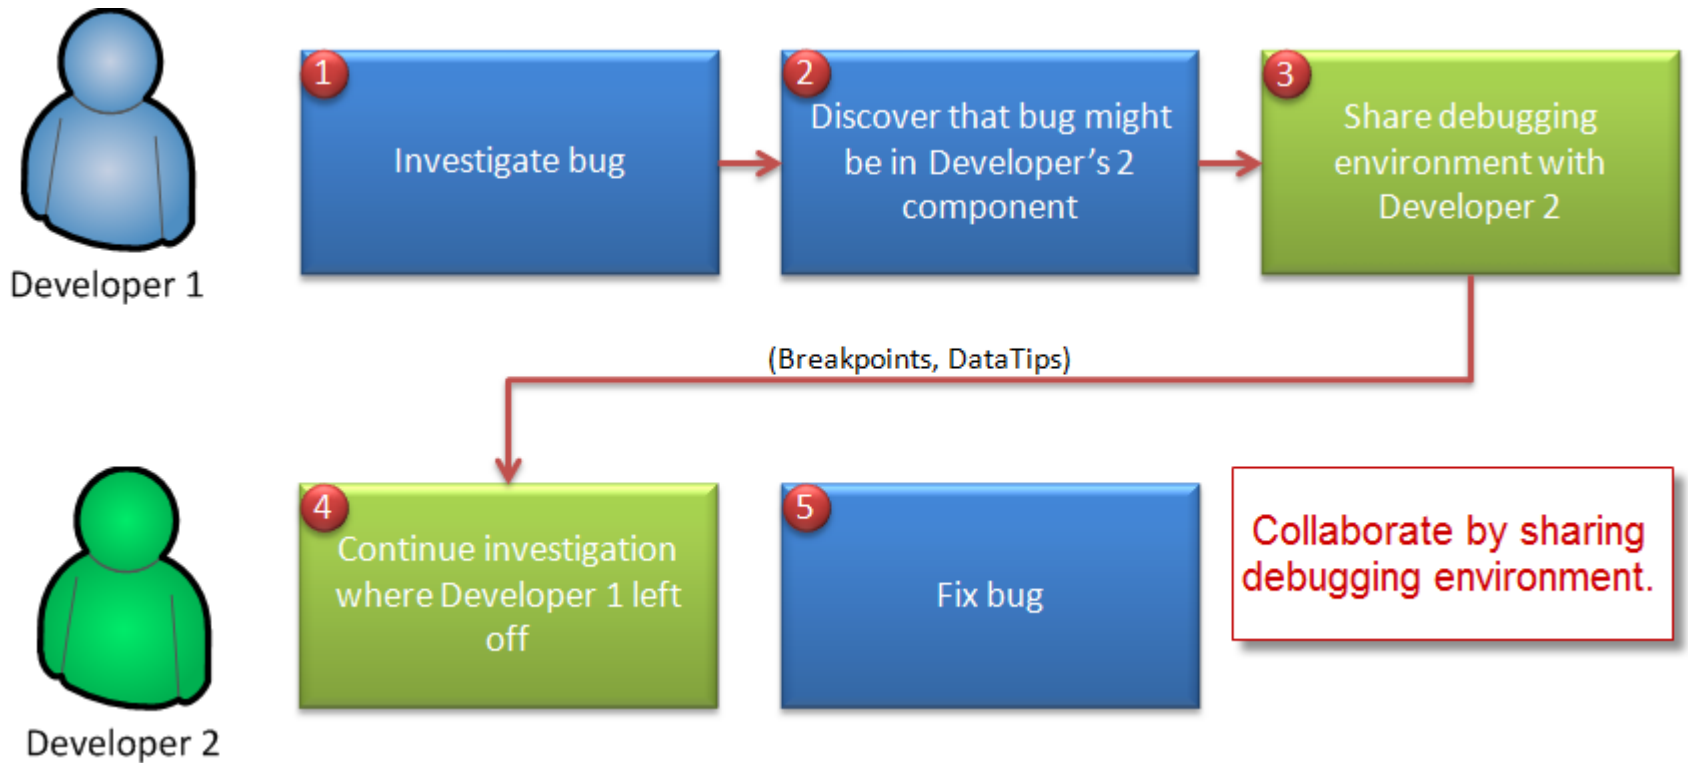 1
Investigate bug
2
Discover that bug might
be in Developer's 2
component
3
Share debugging
environment with
Developer 2
Developer 1
(Breakpoints, DataTips)
4
Continue investigation
where Developer 1 left
off
5
Fix bug
Collaborate by sharing
debugging environment.
Developer 2